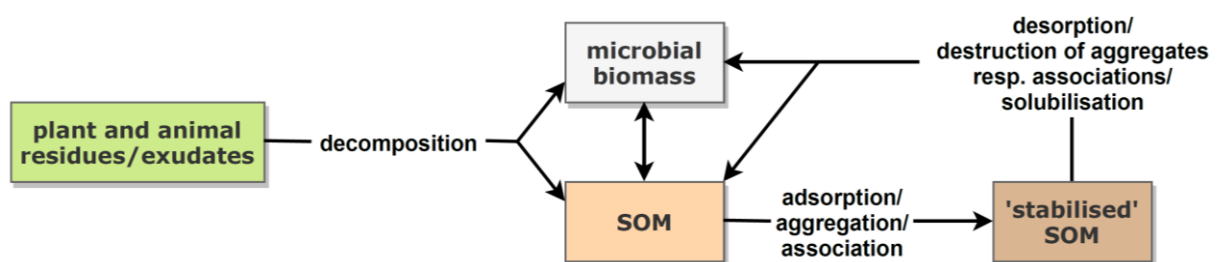 plant and animal
residues/exudates
decomposition
microbial
biomass
SOM
adsorption/
aggregation/
association
'stabilised'
SOM
desorption/
destruction of aggregates
resp. associations/
solubilisation